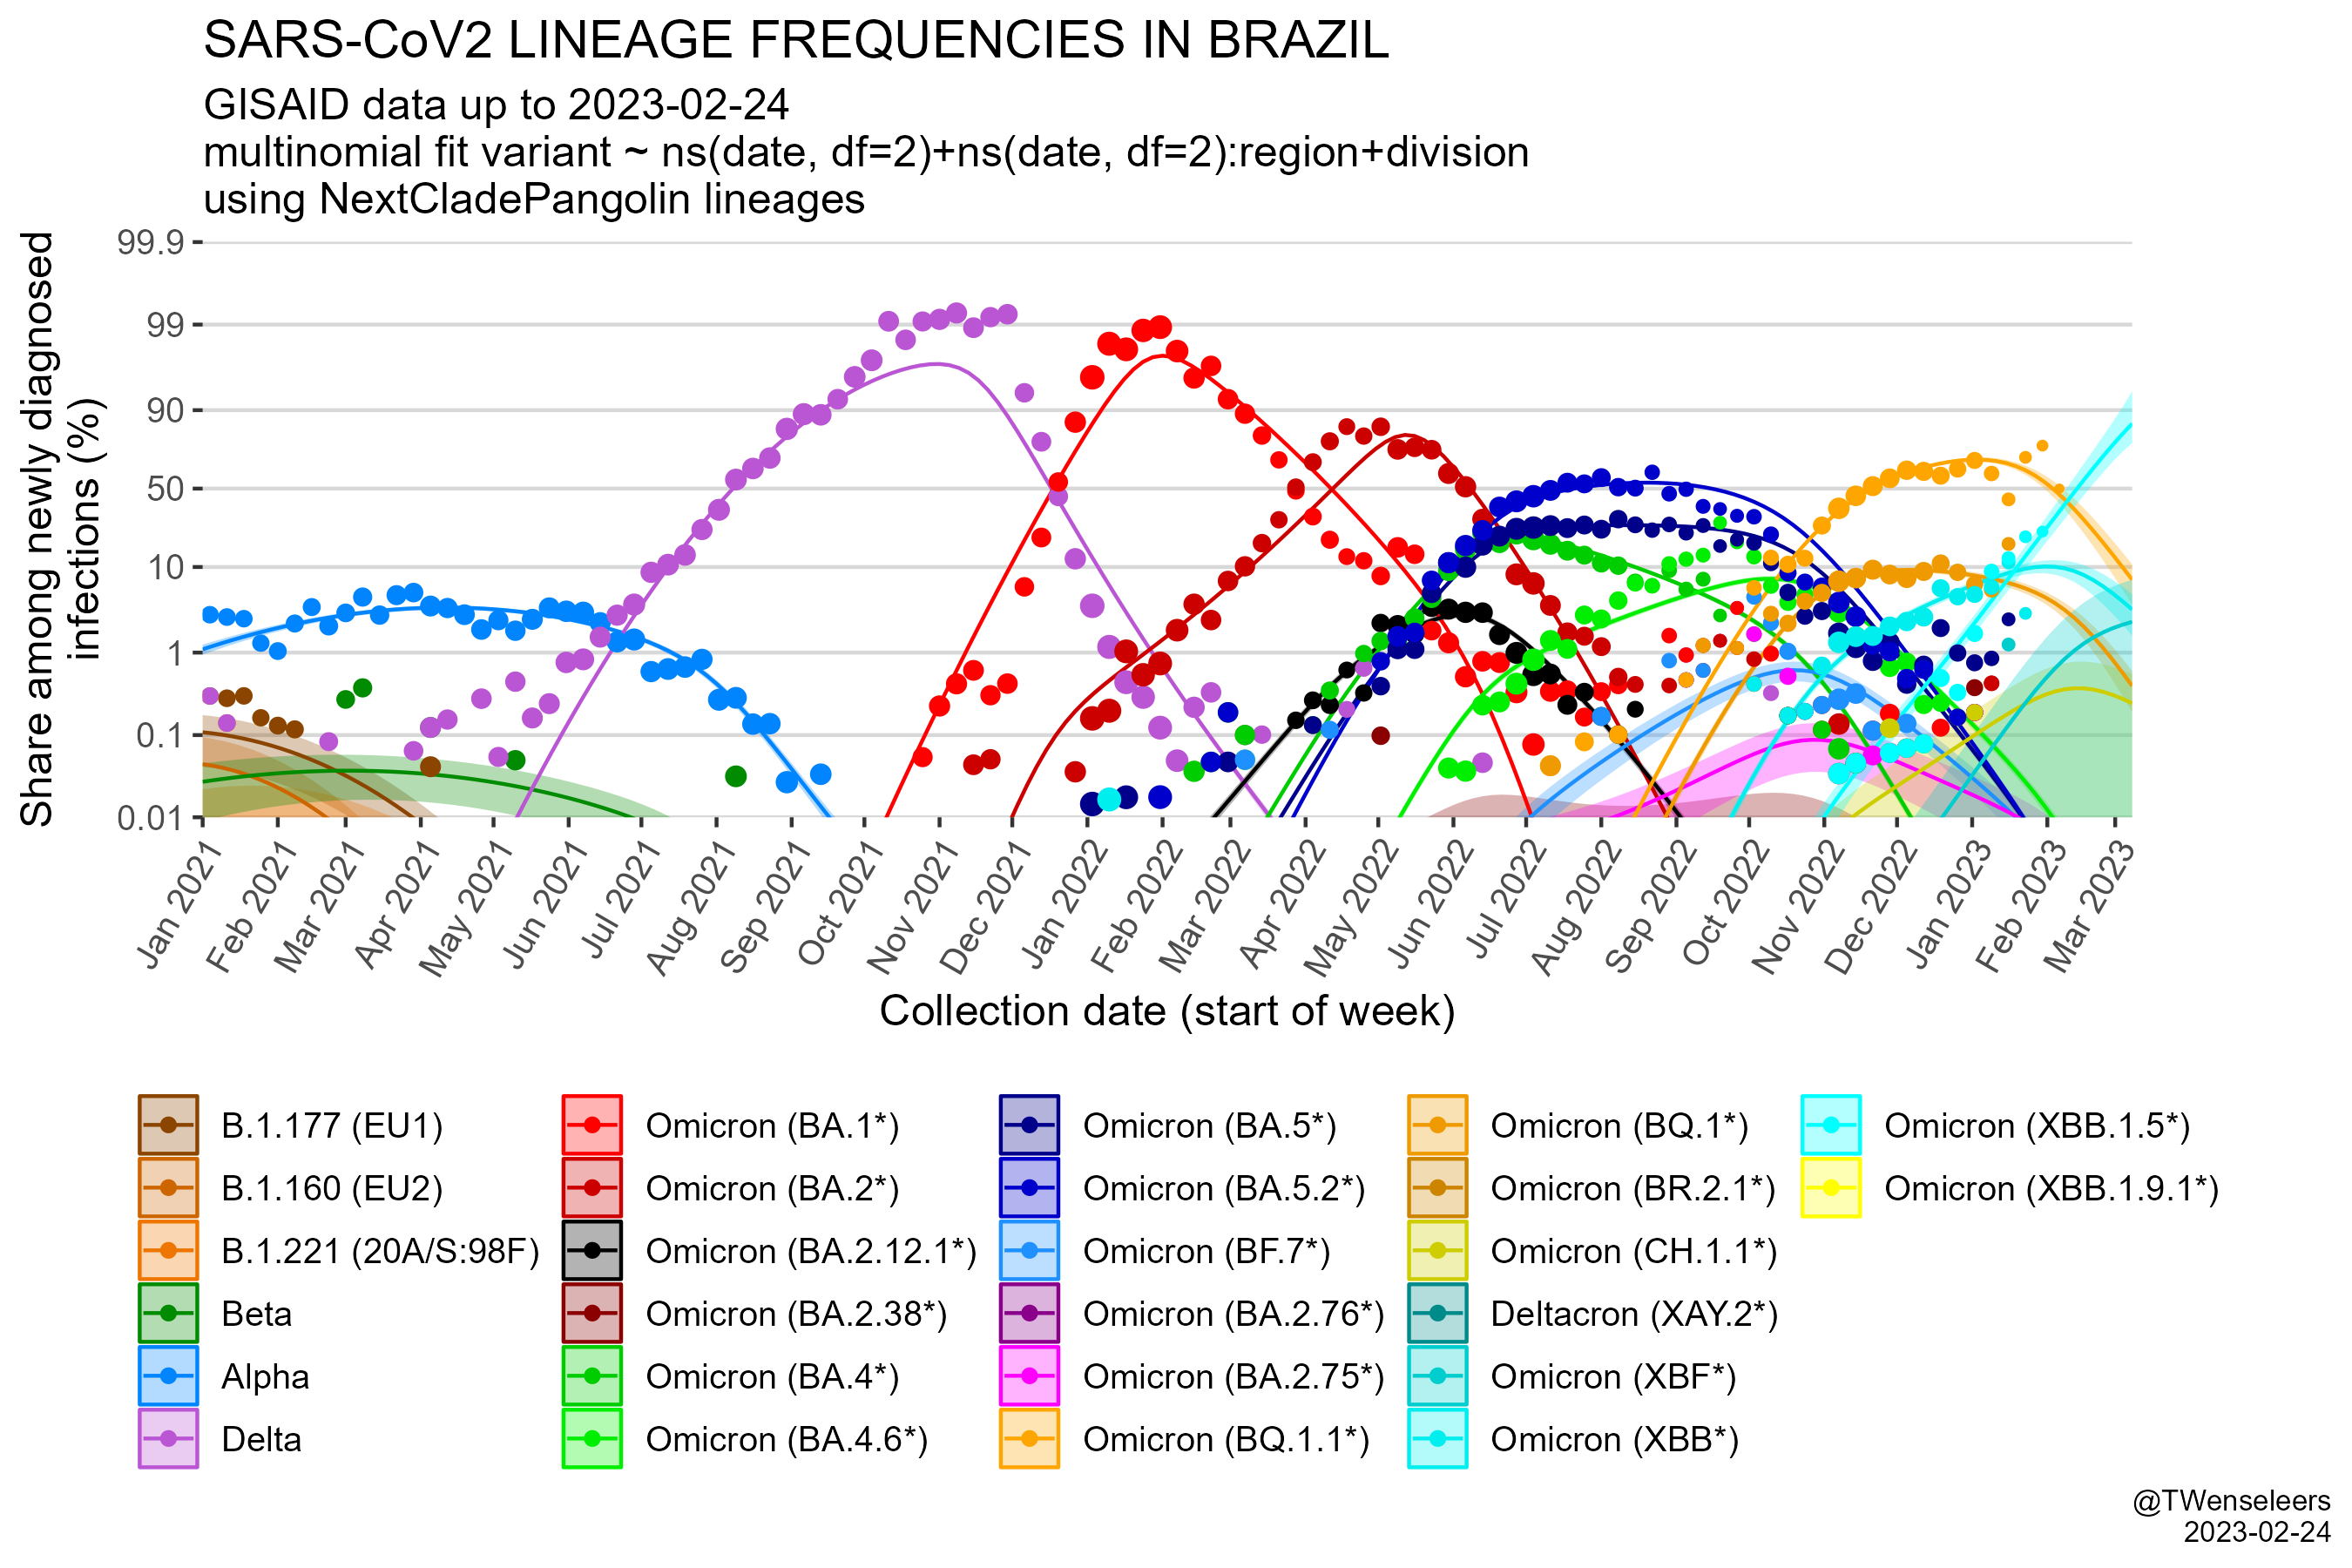 SARS-CoV2 LINEAGE FREQUENCIES IN BRAZIL
GISAID data up to 2023-02-24
multinomial fit variant ~ ns(date, df=2)+ns(date, df=2):region+division
using NextCladePangolin lineages
Share among newly diagnosed
infections (%)
99.9
99
90
50
10
1
0.1
0.01
Jan 2021
Feb 2021
Mar 2021
Apr 2021
May 2021
Jun 2021
Jul 2021
Aug 2021
Sep 2021
Oct 2021
Nov 2021
Dec 2021
Jan 2022
Feb 2022
Mar 2022
Apr 2022
May 2022
Jun 2022
Jul 2022
Aug 2022
Sep 2022
Oct 2022
Nov 2022
Dec 2022
Jan 2023
Feb 2023
Mar 2023
Collection date (start of week)
B.1.177 (EU1)
B.1.160 (EU2)
B.1.221 (20A/S:98F)
Beta
Alpha
Delta
Omicron (BA.1*)
Omicron (BA.2*)
Omicron (BA.2.12.1*)
Omicron (BA.2.38*)
Omicron (BA.4*)
Omicron (BA.4.6*)
Omicron (BA.5*)
Omicron (BA.5.2*)
Omicron (BF.7*)
Omicron (BA.2.76*)
Omicron (BA.2.75*)
Omicron (BQ.1.1*)
Omicron (BQ.1*)
Omicron (BR.2.1*)
Omicron (CH.1.1*)
Deltacron (XAY.2*)
Omicron (XBF*)
Omicron (XBB*)
Omicron (XBB.1.5*)
Omicron (XBB.1.9.1*)
@TWenseleers
2023-02-24